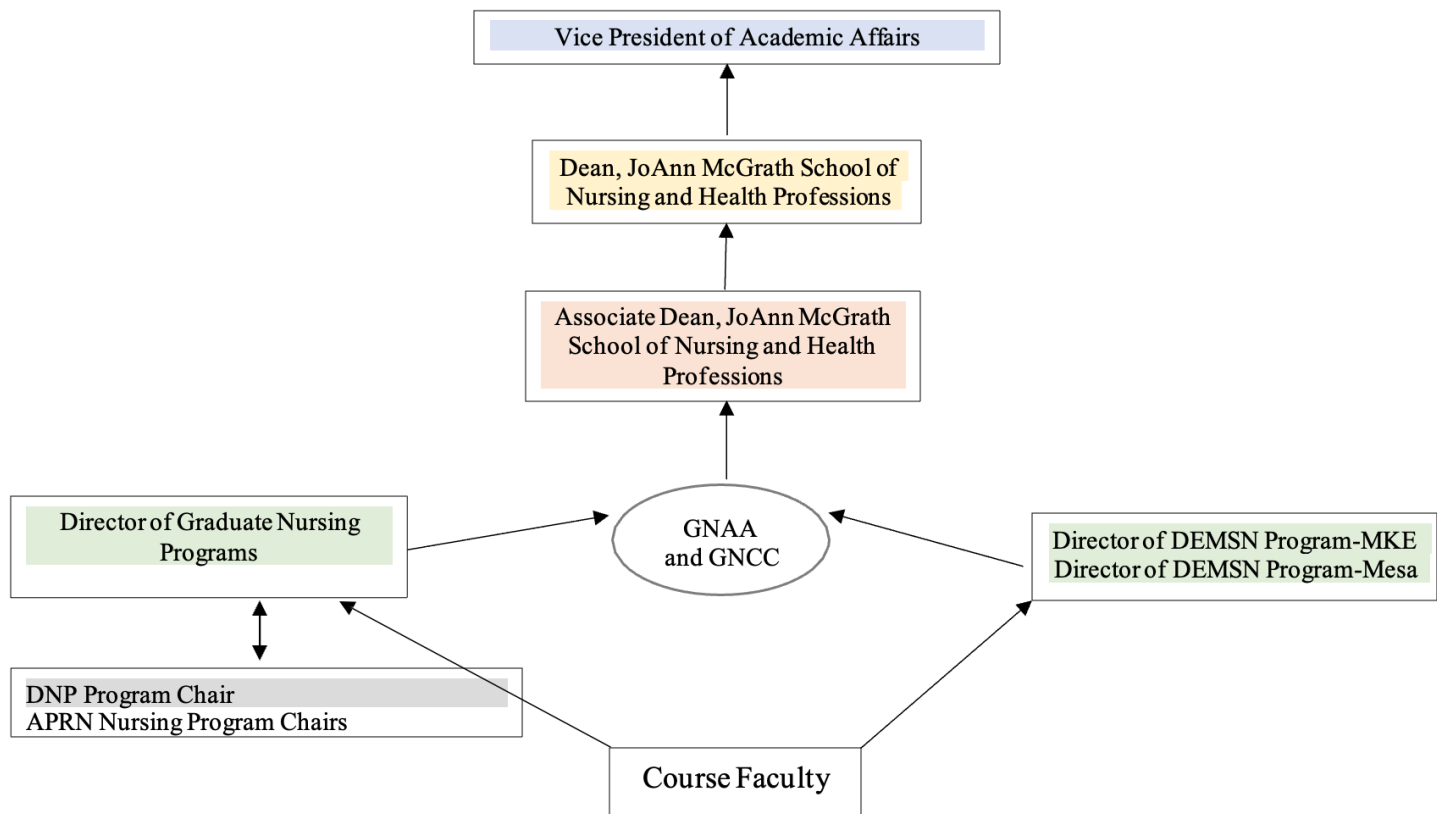 Vice President of Academic Affairs
Dean, JoAnn McGrath School of
Nursing and Health Professions
Associate Dean, JoAnn McGrath
School of Nursing and Health
Professions
Director of Graduate Nursing
Programs
GNAA
and GNCC
Director of DEMSN Program-MKE
Director of DEMSN Program-Mesa
DNP Program Chair
APRN Nursing Program Chairs
Course Faculty